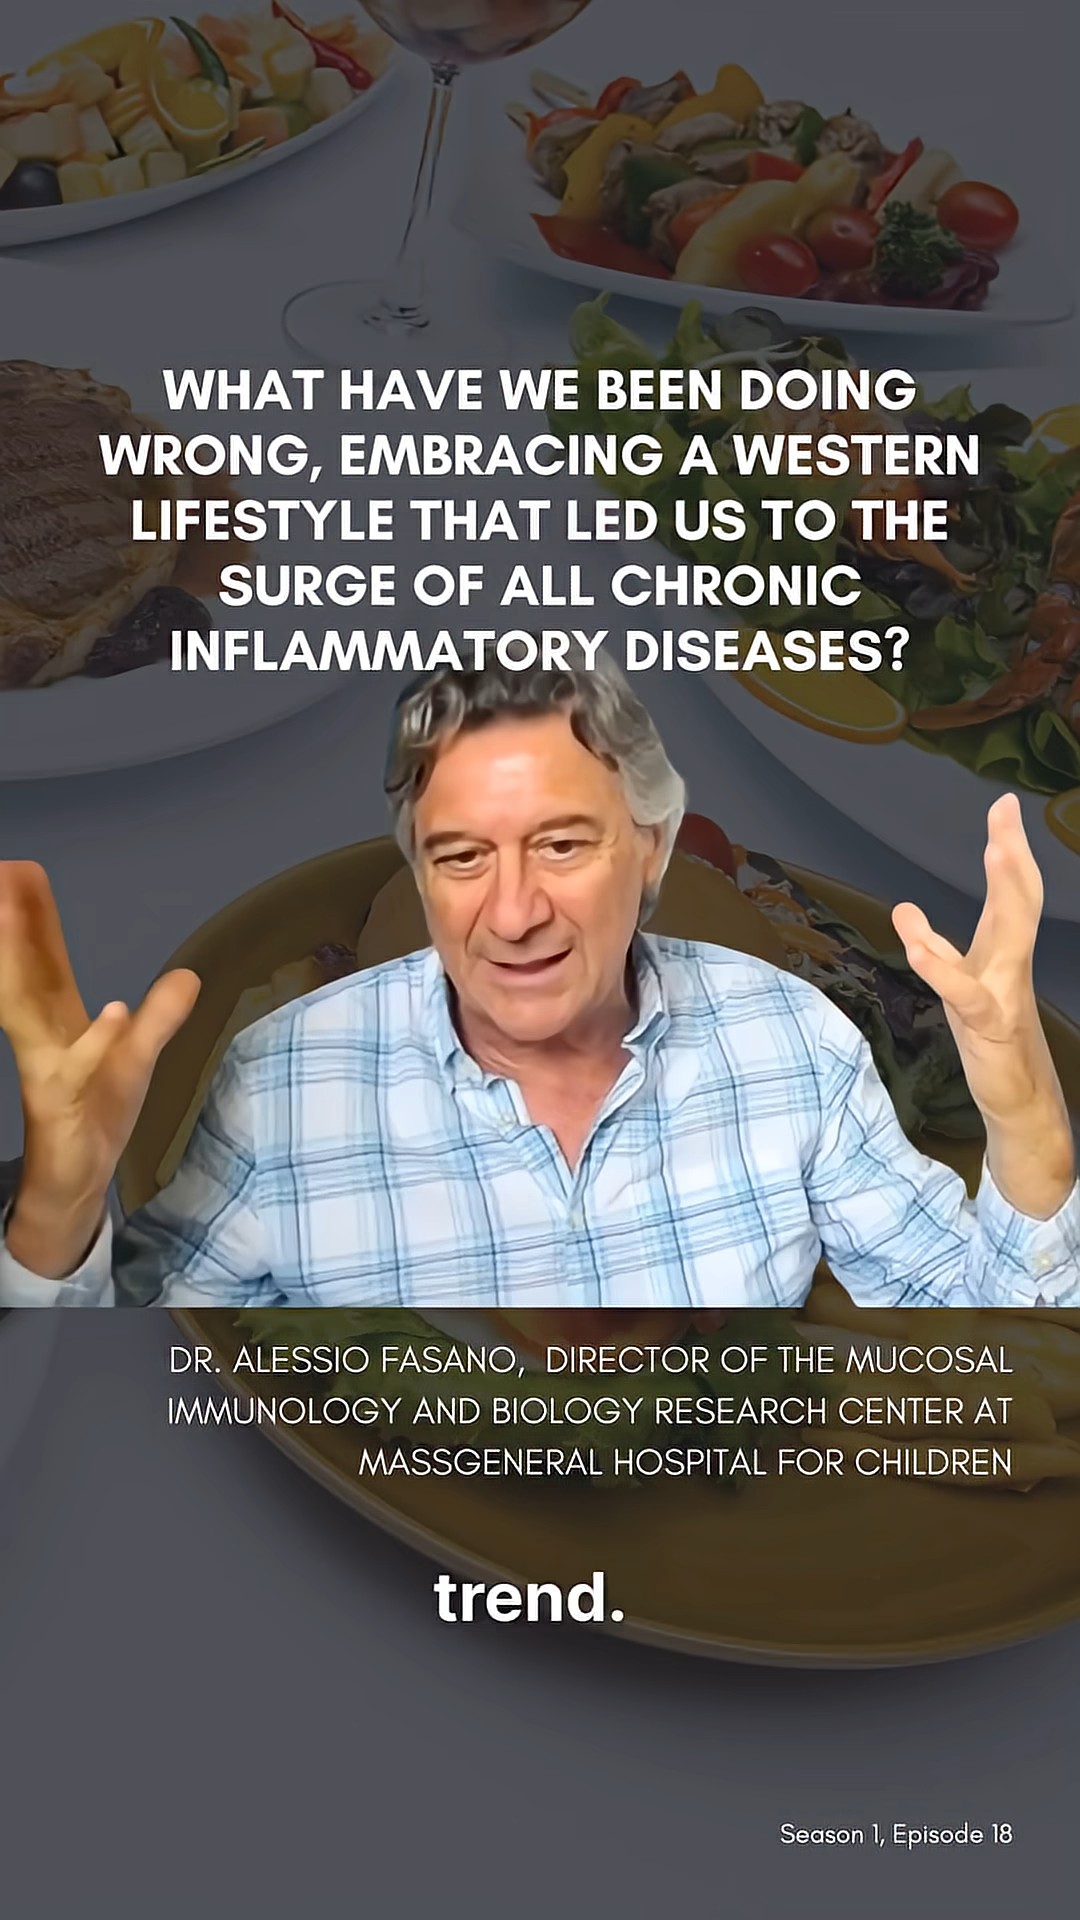 WHAT HAVE WE BEEN DOING
WRONG, EMBRACING A WESTERN
LIFESTYLE THAT LED US TO THE
SURGE OF ALL CHRONIC
INFLAMMATORY DISEASES?
DR. ALESSIO FASANO, DIRECTOR OF THE MUCOSAL
IMMUNOLOGY AND BIOLOGY RESEARCH CENTER AT
MASSGENERAL HOSPITAL FOR CHILDREN
trend.
Season 1, Episode 18